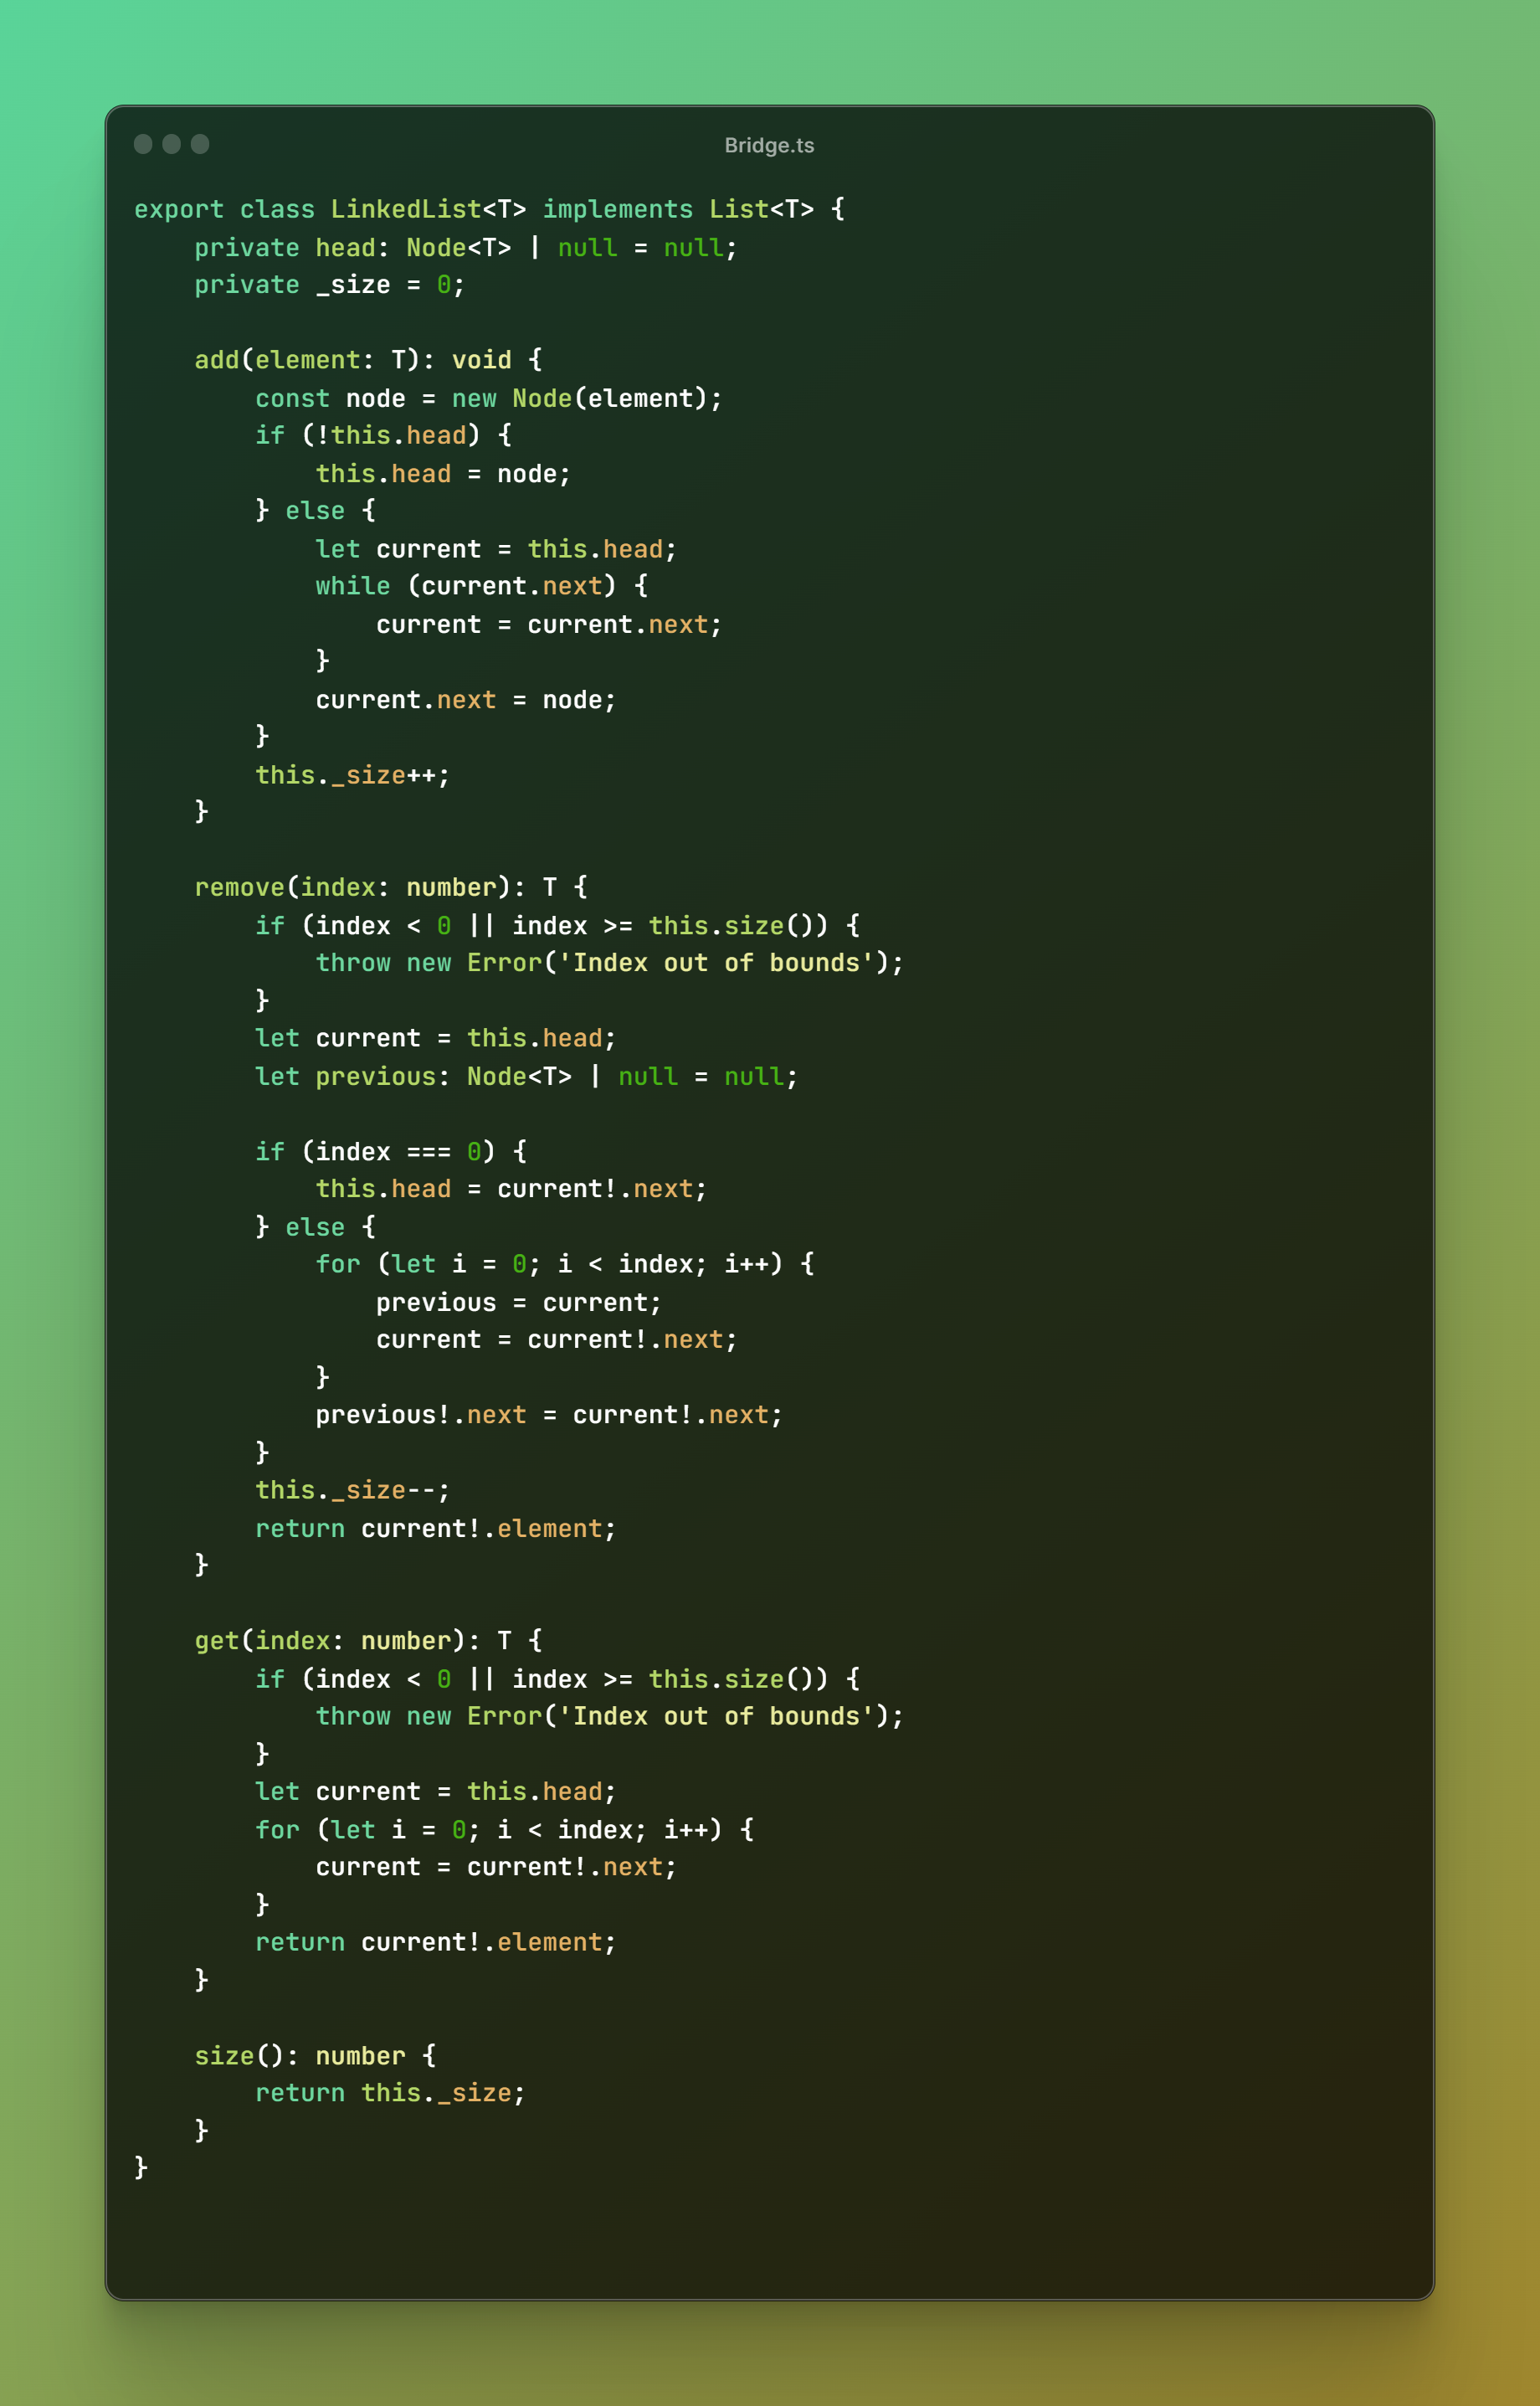 Bridge.ts
export class LinkedList<T> implements List<T> {
    private head: Node<T> | null = null;
    private _size = 0;

    add(element: T): void {
        const node = new Node(element);
        if (!this.head) {
            this.head = node;
        } else {
            let current = this.head;
            while (current.next) {
                current = current.next;
            }
            current.next = node;
        }
        this._size++;
    }

    remove(index: number): T {
        if (index < 0 || index >= this.size()) {
            throw new Error('Index out of bounds');
        }
        let current = this.head;
        let previous: Node<T> | null = null;

        if (index === 0) {
            this.head = current!.next;
        } else {
            for (let i = 0; i < index; i++) {
                previous = current;
                current = current!.next;
            }
            previous!.next = current!.next;
        }
        this._size--;
        return current!.element;
    }

    get(index: number): T {
        if (index < 0 || index >= this.size()) {
            throw new Error('Index out of bounds');
        }
        let current = this.head;
        for (let i = 0; i < index; i++) {
            current = current!.next;
        }
        return current!.element;
    }

    size(): number {
        return this._size;
    }
}